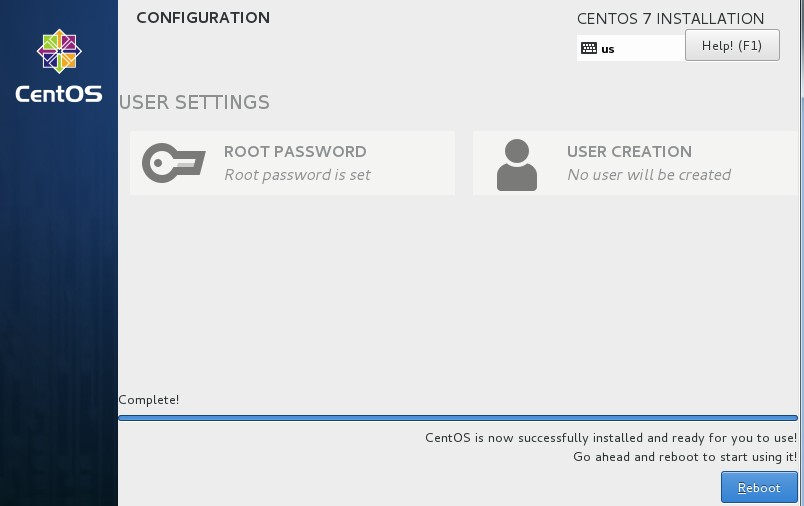 CONFIGURATION
CENTOS 7 INSTALLATION
us
Help! (F1)
CentOS
USER SETTINGS
ROOT PASSWORD
Root password is set
USER CREATION
No user will be created
Complete!
CentOS is now successfully installed and ready for you to use!
Go ahead and reboot to start using it!
Reboot